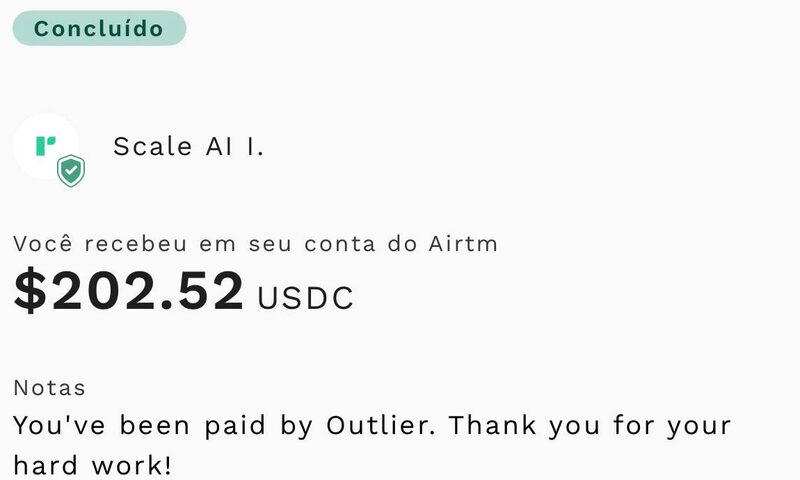 Concluído
Scale AI I.
Você recebeu em seu conta do Airtm
$202.52 USDC
Notas
You've been paid by Outlier. Thank you for your
hard work!